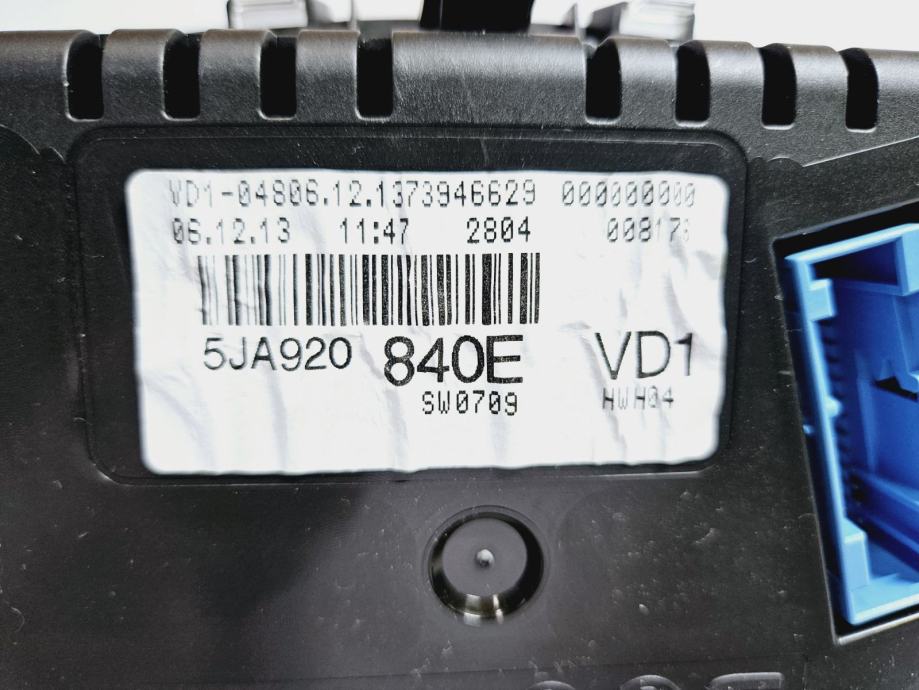 VD1-04806.12.1373946629 000000000
06.12.13 11:47 2804
5JA920 840E VD1
SW0709 HWH04